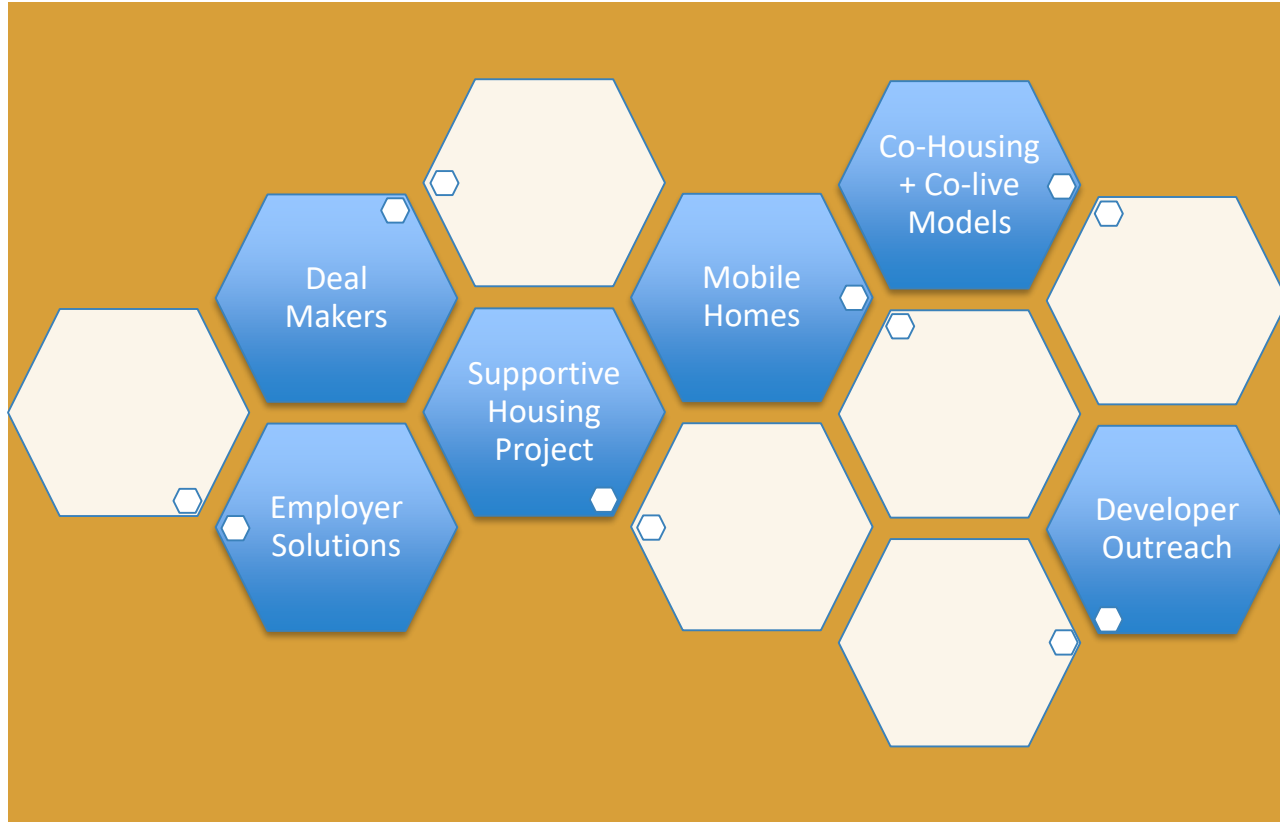 Co-Housing
+ Co-live
Models
Deal
Makers
Mobile
Homes
Supportive
Housing
Project
Employer
Solutions
Developer
Outreach